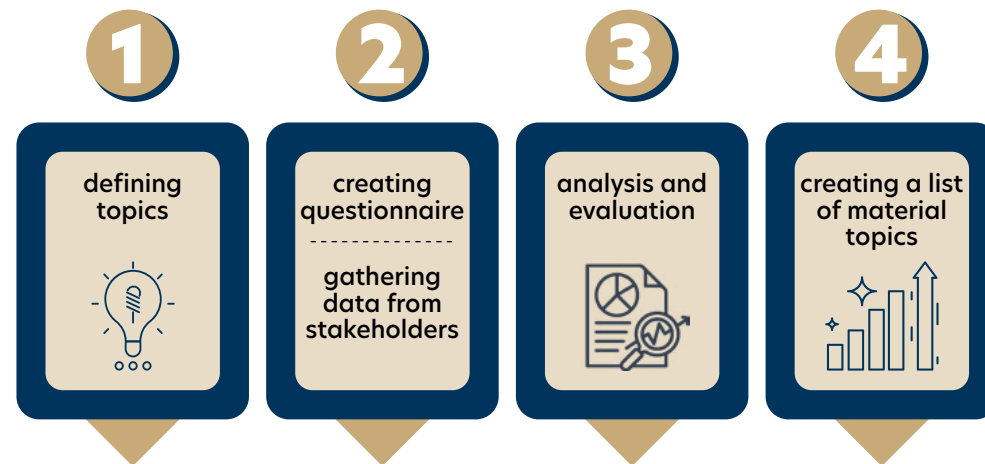 1
2
3
4
defining
topics
creating
questionnaire
gathering
data from
stakeholders
analysis and
evaluation
creating a list
of material
topics